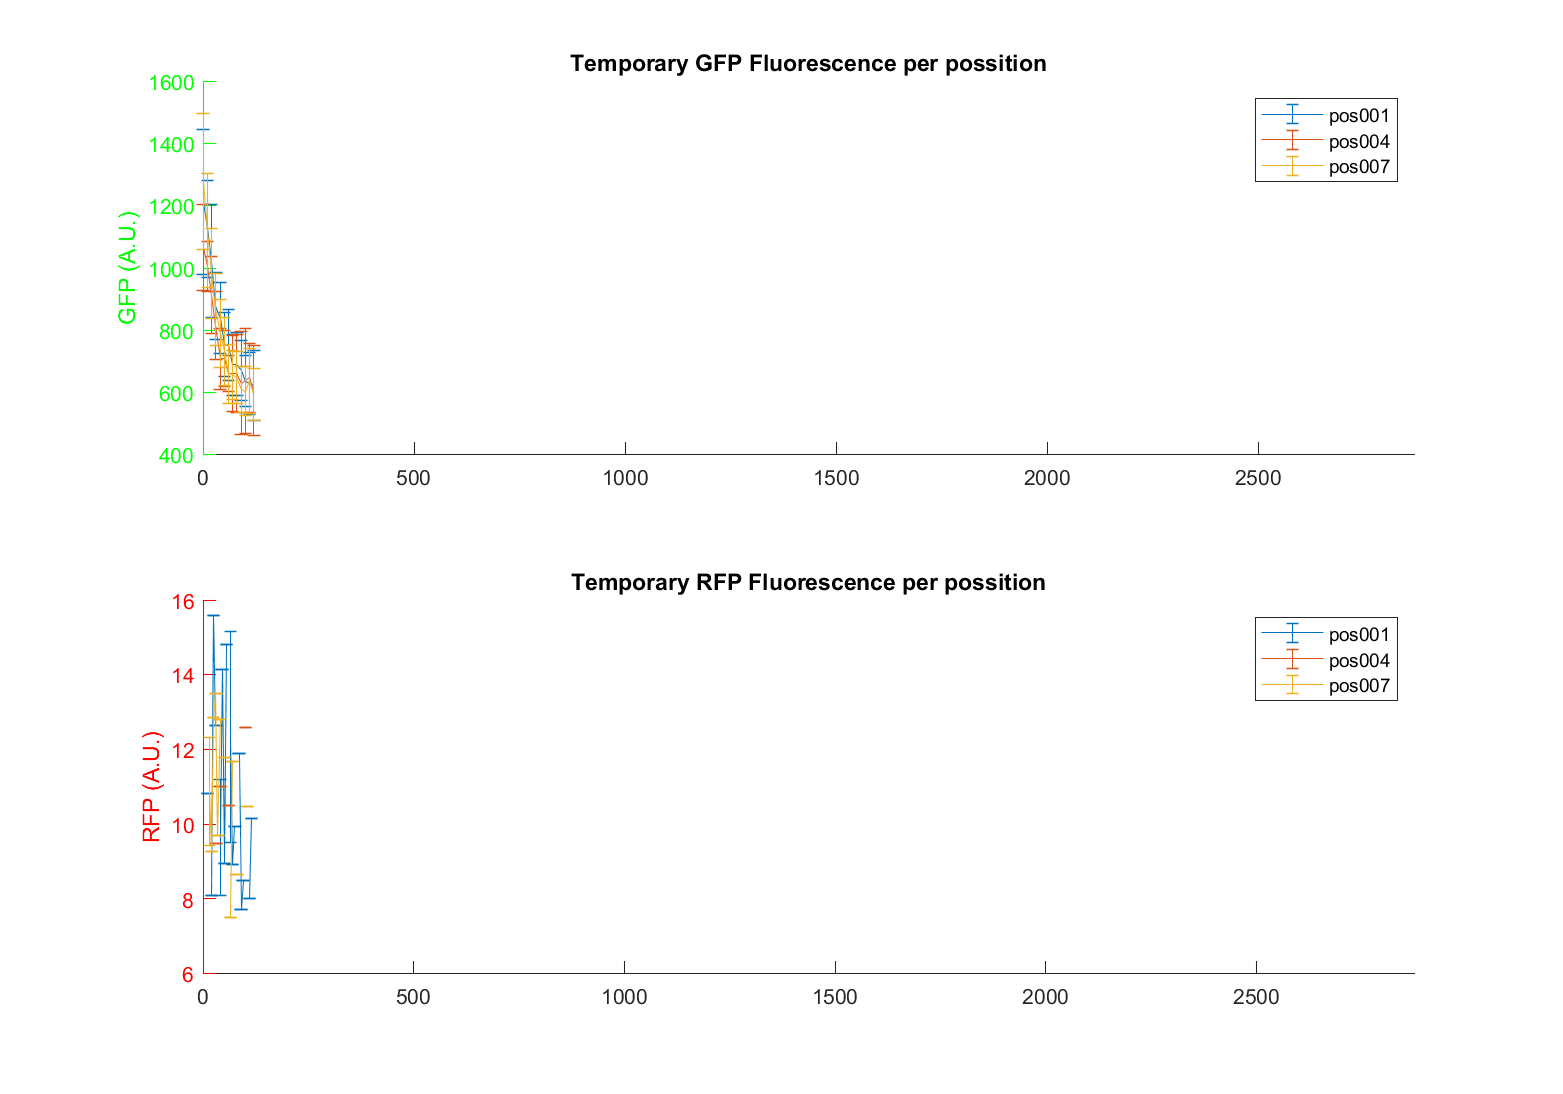 Temporary GFP Fluorescence per possition
1600
1400
1200
1000
800
600
400
GFP (A.U.)
pos001
pos004
pos007
0 500 1000 1500 2000 2500
Temporary RFP Fluorescence per possition
16
14
12
10
8
6
RFP (A.U.)
pos001
pos004
pos007
0 500 1000 1500 2000 2500